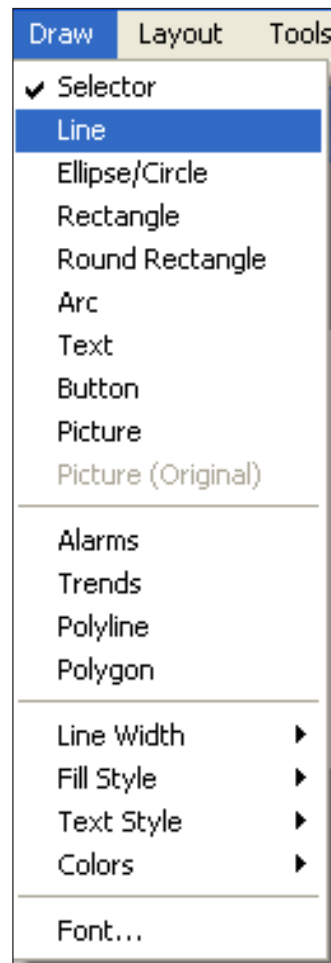 Draw Layout Tools
Selector
Line
Ellipse/Circle
Rectangle
Round Rectangle
Arc
Text
Button
Picture
Picture (Original)
Alarms
Trends
Polyline
Polygon
Line Width
Fill Style
Text Style
Colors
Font...